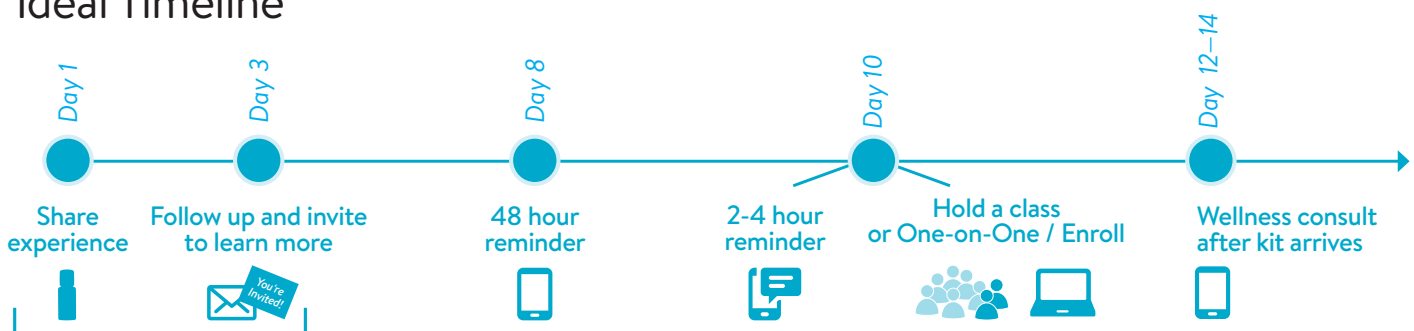 Ideal Timeline
Day 1
Day 3
Day 8
Day 10
Day 12–14
Share
experience
Follow up and invite
to learn more
48 hour
reminder
2-4 hour
reminder
Hold a class
or One-on-One / Enroll
Wellness consult
after kit arrives
You're
Invited!